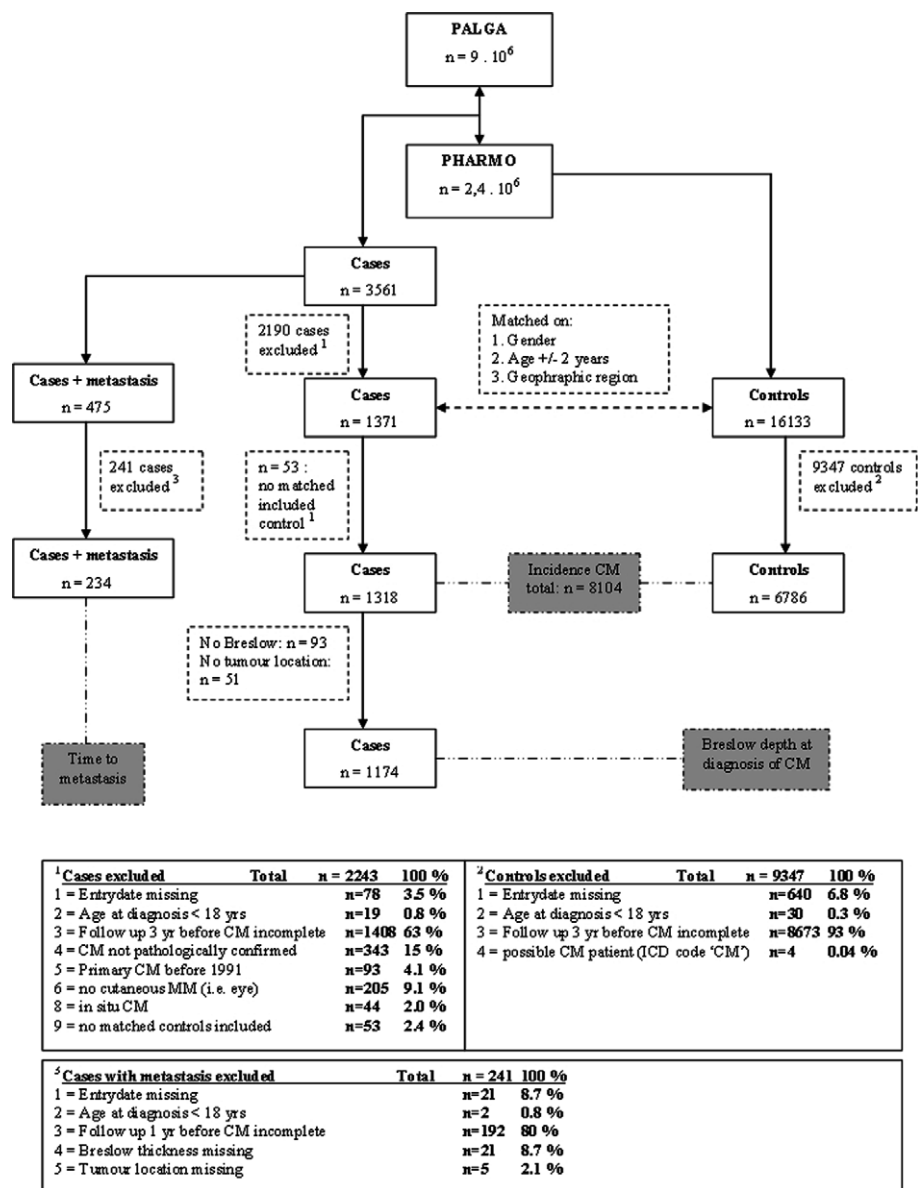 PALGA
n = 9 . 10^6
PHARMO
n = 2,4 . 10^6
Cases
n = 3561
2190 cases
excluded^1
Matched on:
1. Gender
2. Age +/- 2 years
3. Geophraphic region
Cases + metastasis
n = 475
Cases
n = 1371
Controls
n = 16133
241 cases
excluded^3
n = 53 :
no matched
included
control^1
9347 controls
excluded^2
Cases + metastasis
n = 234
Cases
n = 1318
Incidence CM
total: n = 8104
Controls
n = 6786
No Breslow: n = 93
No tumour location:
n = 51
Time to
metastasis
Cases
n = 1174
Breslow depth at
diagnosis of CM
^1Cases excluded Total n = 2243 100 %
1 = Entrydate missing n=78 3.5 %
2 = Age at diagnosis < 18 yrs n=19 0.8 %
3 = Follow up 3 yr before CM incomplete n=1408 63 %
4 = CM not pathologically confirmed n=343 15 %
5 = Primary CM before 1991 n=93 4.1 %
6 = no cutaneous MM (i.e. eye) n=205 9.1 %
8 = in situ CM n=44 2.0 %
9 = no matched controls included n=53 2.4 %
^2Controls excluded Total n = 9347 100 %
1 = Entrydate missing n=640 6.8 %
2 = Age at diagnosis < 18 yrs n=30 0.3 %
3 = Follow up 3 yr before CM incomplete n=8673 93 %
4 = possible CM patient (ICD code ‘CM’) n=4 0.04 %
^3Cases with metastasis excluded Total n = 241 100 %
1 = Entrydate missing n=21 8.7 %
2 = Age at diagnosis < 18 yrs n=2 0.8 %
3 = Follow up 1 yr before CM incomplete n=192 80 %
4 = Breslow thickness missing n=21 8.7 %
5 = Tumour location missing n=5 2.1 %